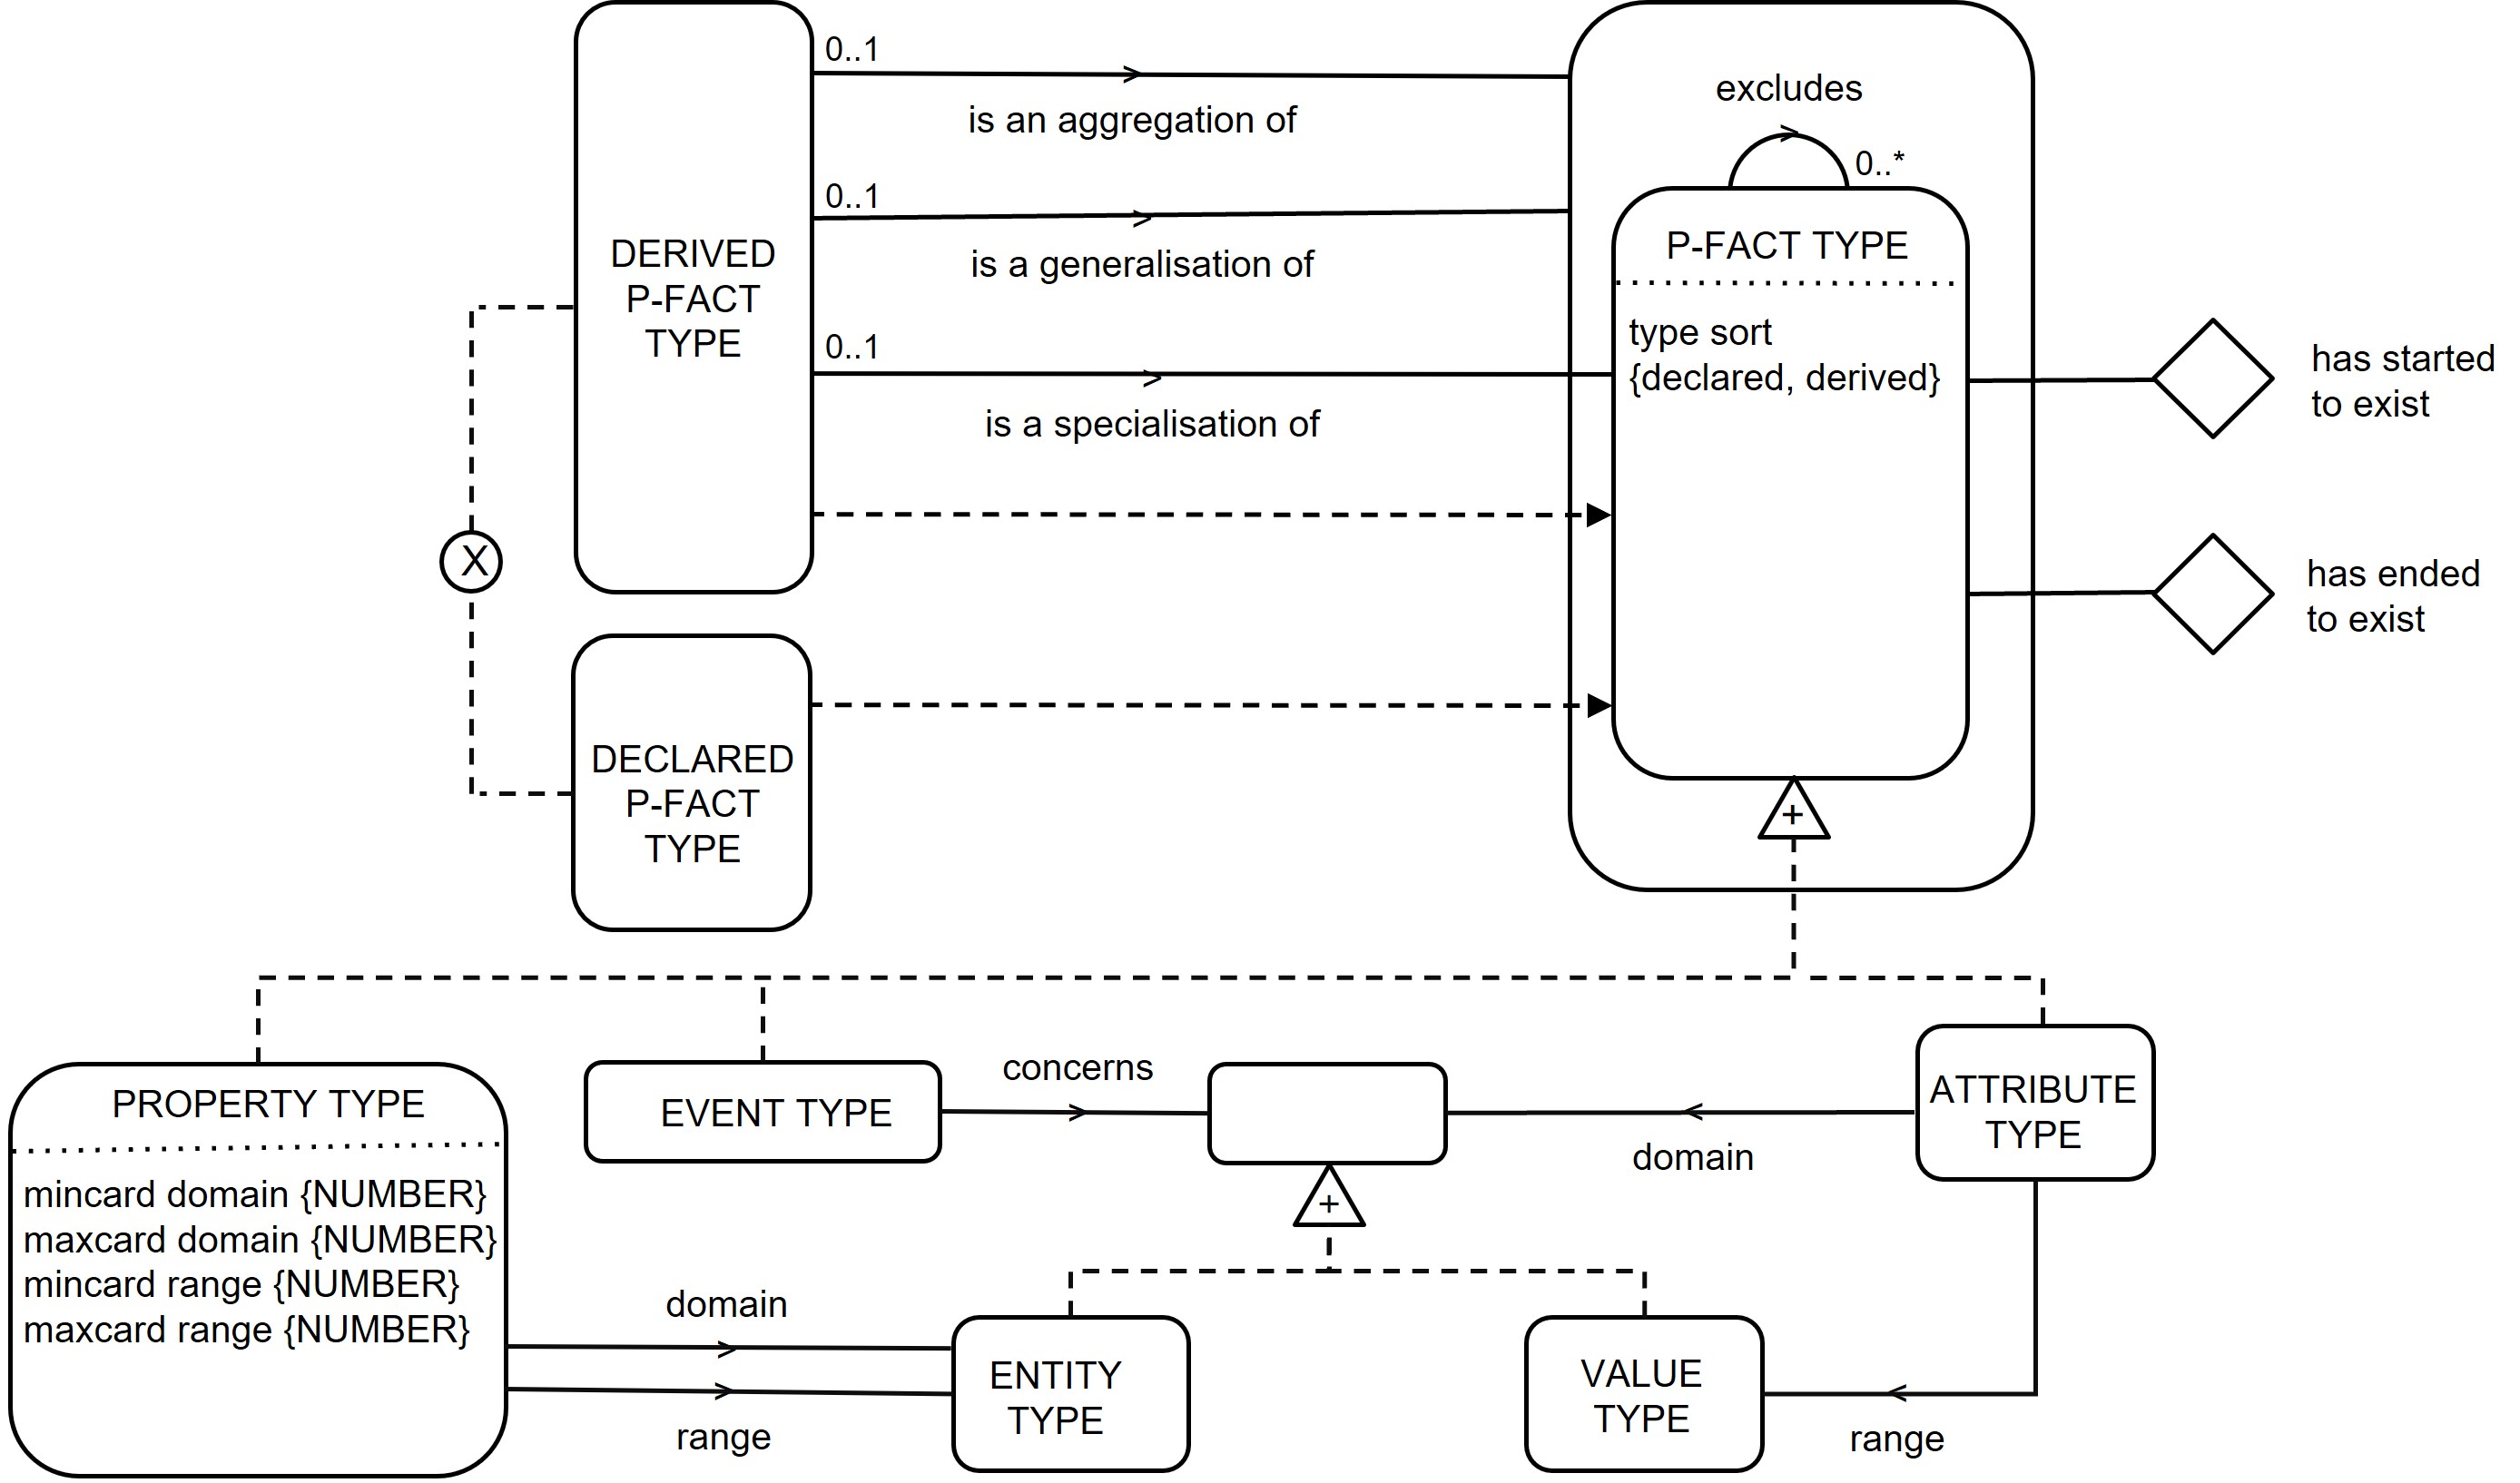 0..1
is an aggregation of
excludes
0..*
0..1
is a generalisation of
DERIVED
P-FACT
TYPE
P-FACT TYPE
type sort
{declared, derived}
0..1
is a specialisation of
has started
to exist
X
has ended
to exist
DECLARED
P-FACT
TYPE
+
PROPERTY TYPE
mincard domain {NUMBER}
maxcard domain {NUMBER}
mincard range {NUMBER}
maxcard range {NUMBER}
EVENT TYPE
concerns
domain
ATTRIBUTE
TYPE
+
domain
range
ENTITY
TYPE
VALUE
TYPE
range